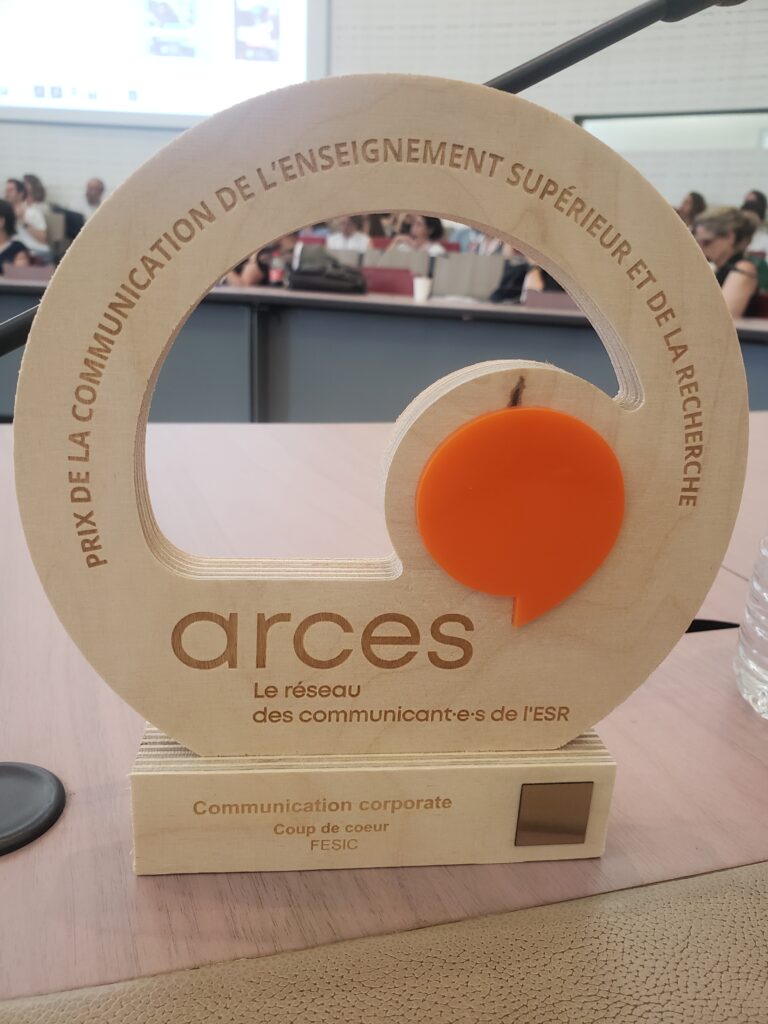 PRIX DE LA COMMUNICATION DE L'ENSEIGNEMENT SUPÉRIEUR ET DE LA RECHERCHE
arces
Le réseau
des communicant·e·s de l'ESR
Communication corporate
Coup de coeur
FESIC